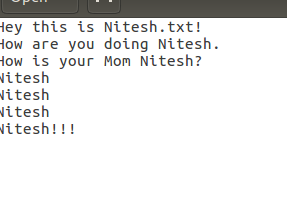 Open
Hey this is Nitesh.txt!
How are you doing Nitesh.
How is your Mom Nitesh?
Nitesh
Nitesh
Nitesh
Nitesh!!!